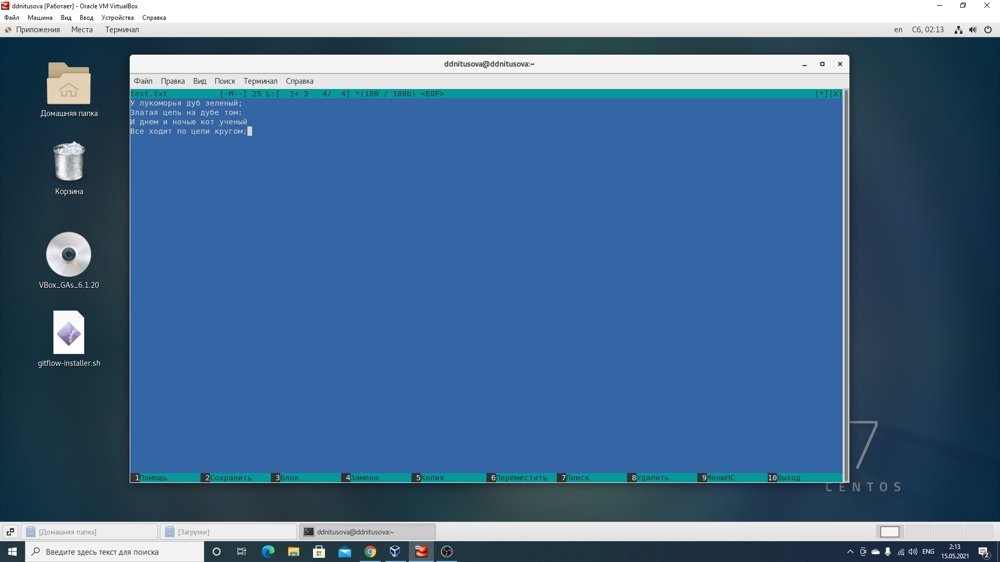 ddnitusova [Работает] - Oracle VM VirtualBox
Файл Машина Вид Ввод Устройства Справка
Приложения Места Терминал en Сб, 02:13
ddnitusova@ddnitusova:~
Файл Правка Вид Поиск Терминал Справка
text.txt [-M--] 25 L:[ 1+ 3 4/ 4] *(180 / 180b) <EOF> [*][X]
У лукоморья дуб зеленый;
Златая цепь на дубе том:
И днем и ночью кот ученый
Все ходит по цепи кругом;
Домашняя папка
Корзина
VBox_GAs_6.1.20
gitflow-installer.sh
7
CENTOS
1Помощь 2Сохранить 3Блок 4Замена 5Копия 6Переместить 7Поиск 8Удалить 9МенюМС 10Выход
[Домашняя папка] [Загрузки] ddnitusova@ddnitusova:~
Введите здесь текст для поиска
64
ENG
2:13
15.05.2021
2